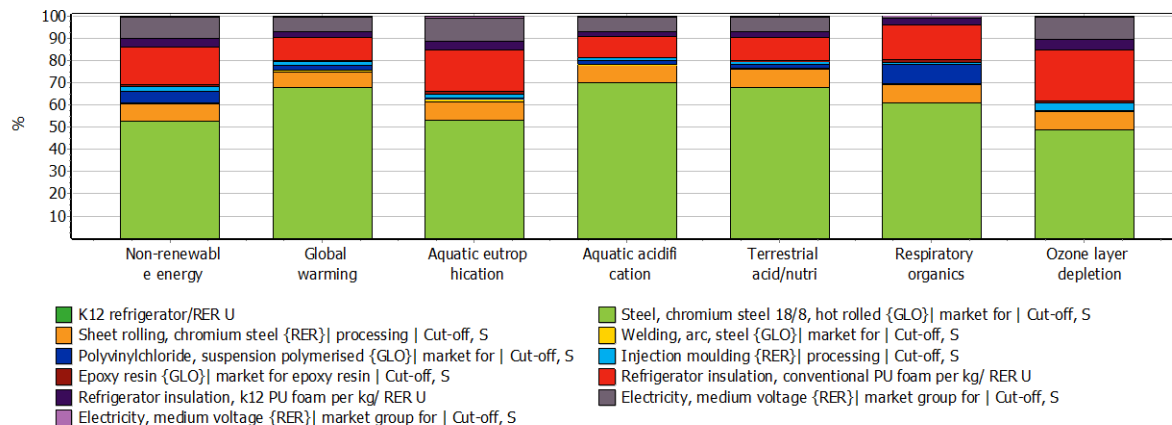 100
90
80
70
60
50
40
30
20
10
%
Non-renewabl
e energy
Global
warming
Aquatic eutrop
hication
Aquatic acidifi
cation
Terrestrial
acid/nutri
Respiratory
organics
Ozone layer
depletion
K12 refrigerator/RER U
Steel, chromium steel 18/8, hot rolled {GLO}| market for | Cut-off, S
Sheet rolling, chromium steel {RER}| processing | Cut-off, S
Welding, arc, steel {GLO}| market for | Cut-off, S
Polyvinylchloride, suspension polymerised {GLO}| market for | Cut-off, S
Injection moulding {RER}| processing | Cut-off, S
Epoxy resin {GLO}| market for epoxy resin | Cut-off, S
Refrigerator insulation, conventional PU foam per kg/ RER U
Refrigerator insulation, k12 PU foam per kg/ RER U
Electricity, medium voltage {RER}| market group for | Cut-off, S
Electricity, medium voltage {RER}| market group for | Cut-off, S